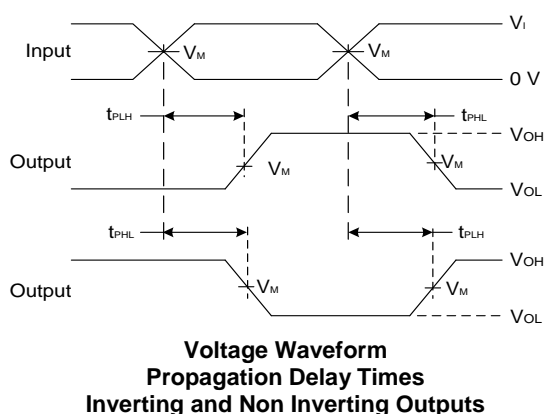 VI
Input
VM
VM
0 V
tPLH
tPHL
VOH
Output
VM
VM
VOL
tPHL
tPLH
VOH
Output
VM
VM
VOL
Voltage Waveform
Propagation Delay Times
Inverting and Non Inverting Outputs